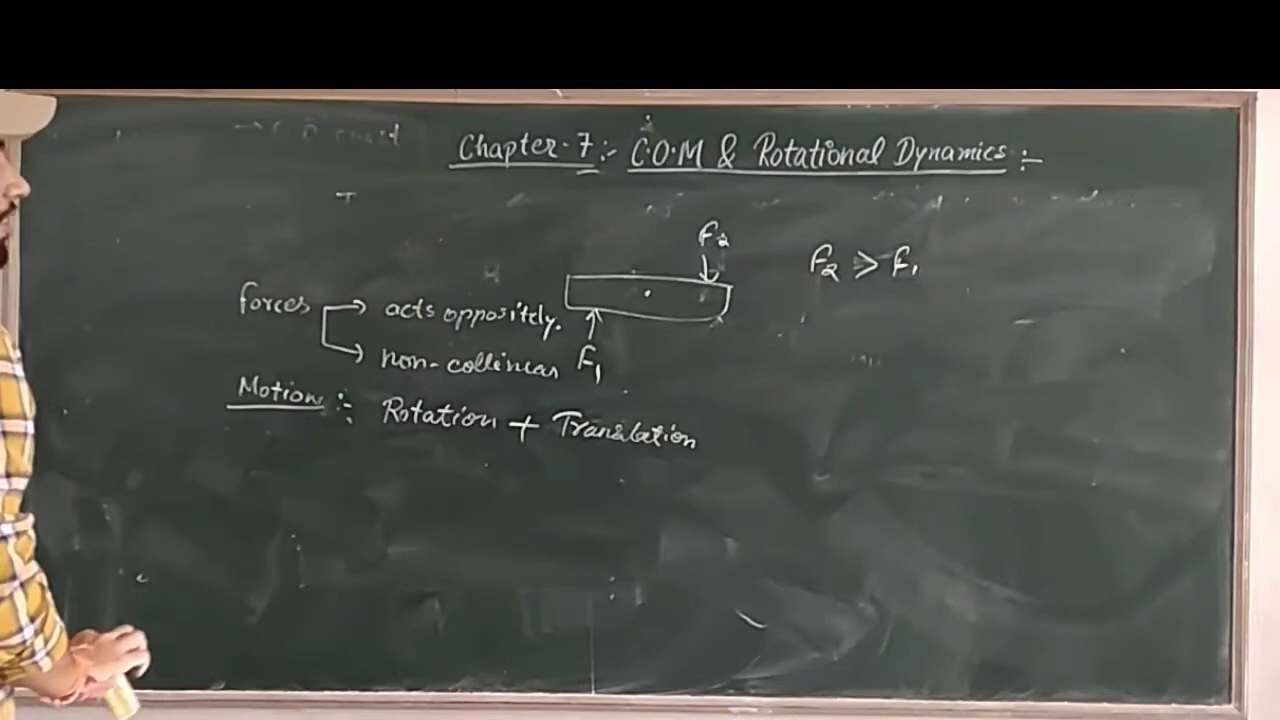 Chapter-7:- C.O.M & Rotational Dynamics :-
F₂
F₂ > F₁
forces → acts oppositely.
→ non-collinear F₁
Motion :- Rotation + Translation